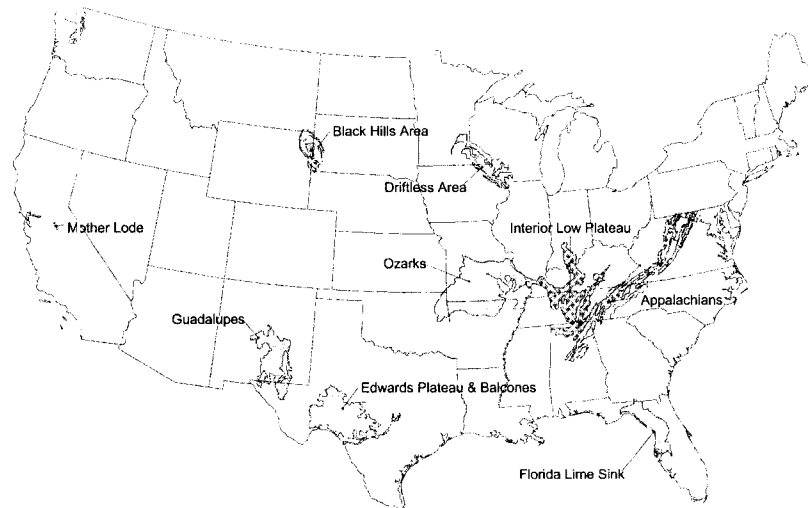 Black Hills Area
Driftless Area
Mother Lode
Interior Low Plateau
Ozarks
Appalachians
Guadalupes
Edwards Plateau & Balcones
Florida Lime Sink